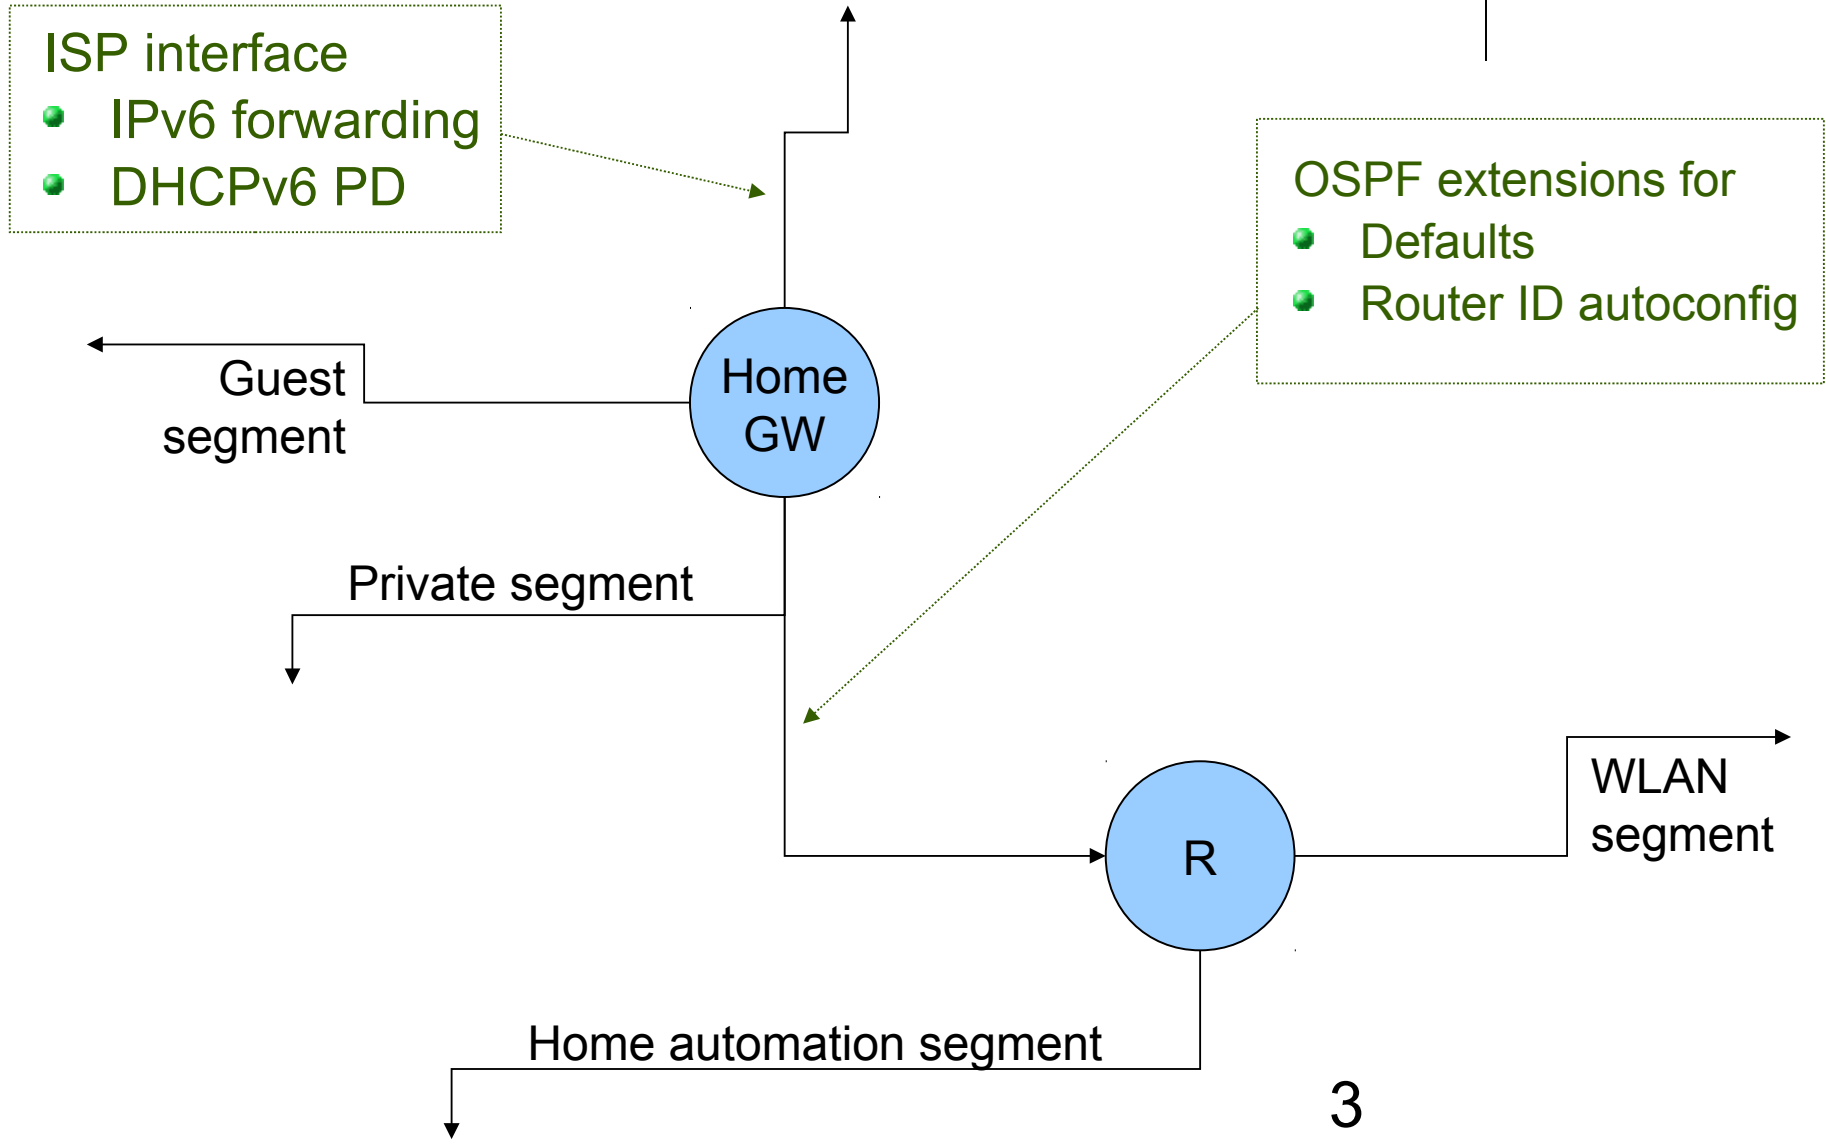 ISP interface
IPv6 forwarding
DHCPv6 PD
OSPF extensions for
Defaults
Router ID autoconfig
Guest
segment
Home
GW
Private segment
WLAN
segment
R
Home automation segment
3